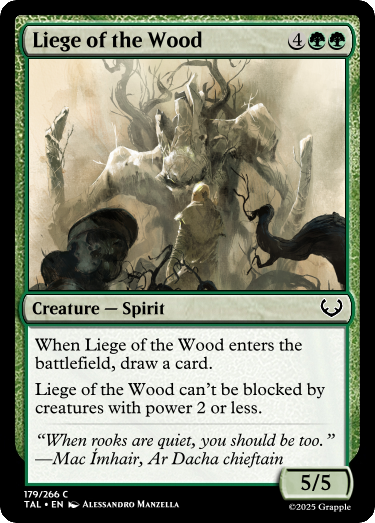 Liege of the Wood 4
Creature — Spirit
When Liege of the Wood enters the
battlefield, draw a card.
Liege of the Wood can't be blocked by
creatures with power 2 or less.
“When rooks are quiet, you should be too.”
—Mac Ímhair, Ar Dacha chieftain
5/5
179/266 C
TAL • EN Alessandro Manzella
©2025 Grapple